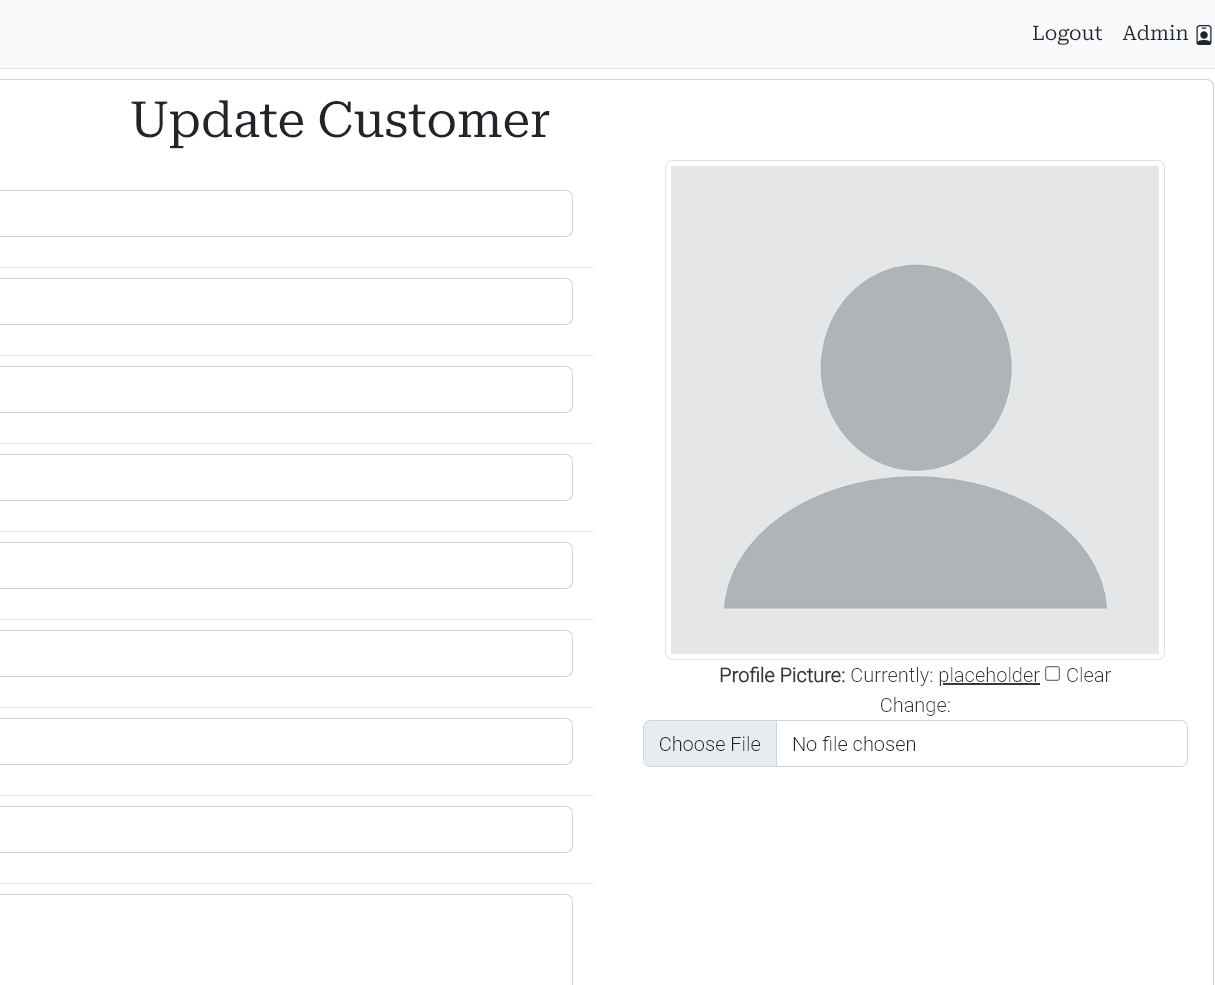 Logout Admin
Update Customer
Profile Picture: Currently: placeholder Clear
Change:
Choose File No file chosen